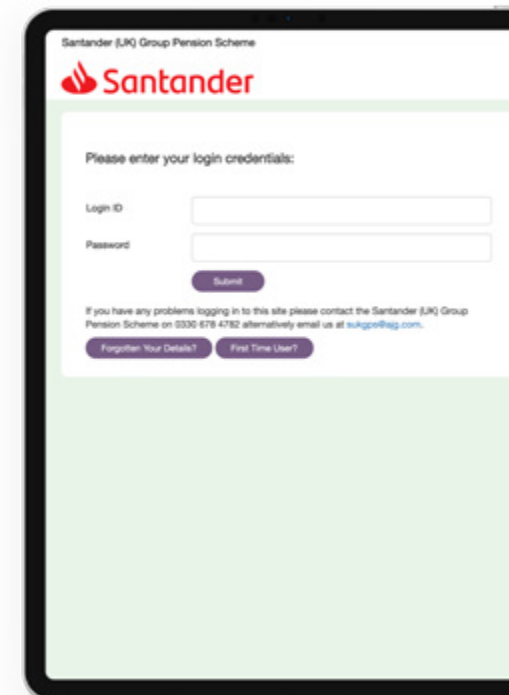 Santander (UK) Group Pension Scheme
Santander
Please enter your login credentials:
Login ID
Password
Submit
If you have any problems logging in to this site please contact the Santander (UK) Group
Pension Scheme on 0330 678 4782 alternatively email us at sukgps@ajg.com.
Forgotten Your Details? First Time User?